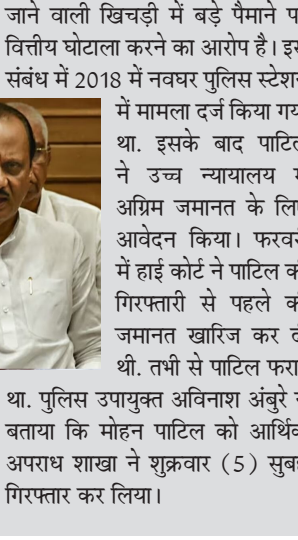 जाने वाली खिचड़ी में बड़े पैमाने प
वित्तीय घोटाला करने का आरोप है। इस
संबंध में 2018 में नवघर पुलिस स्टेश
में मामला दर्ज किया गय
था. इसके बाद पाटिल
ने उच्च न्यायालय म
अग्रिम जमानत के लि
आवेदन किया। फरवर
में हाई कोर्ट ने पाटिल क
गिरफ्तारी से पहले क
जमानत खारिज कर द
थी. तभी से पाटिल फरा
था. पुलिस उपायुक्त अविनाश अंबुरे
बताया कि मोहन पाटिल को आर्थिक
अपराध शाखा ने शुक्रवार (5) सुबह
गिरफ्तार कर लिया।